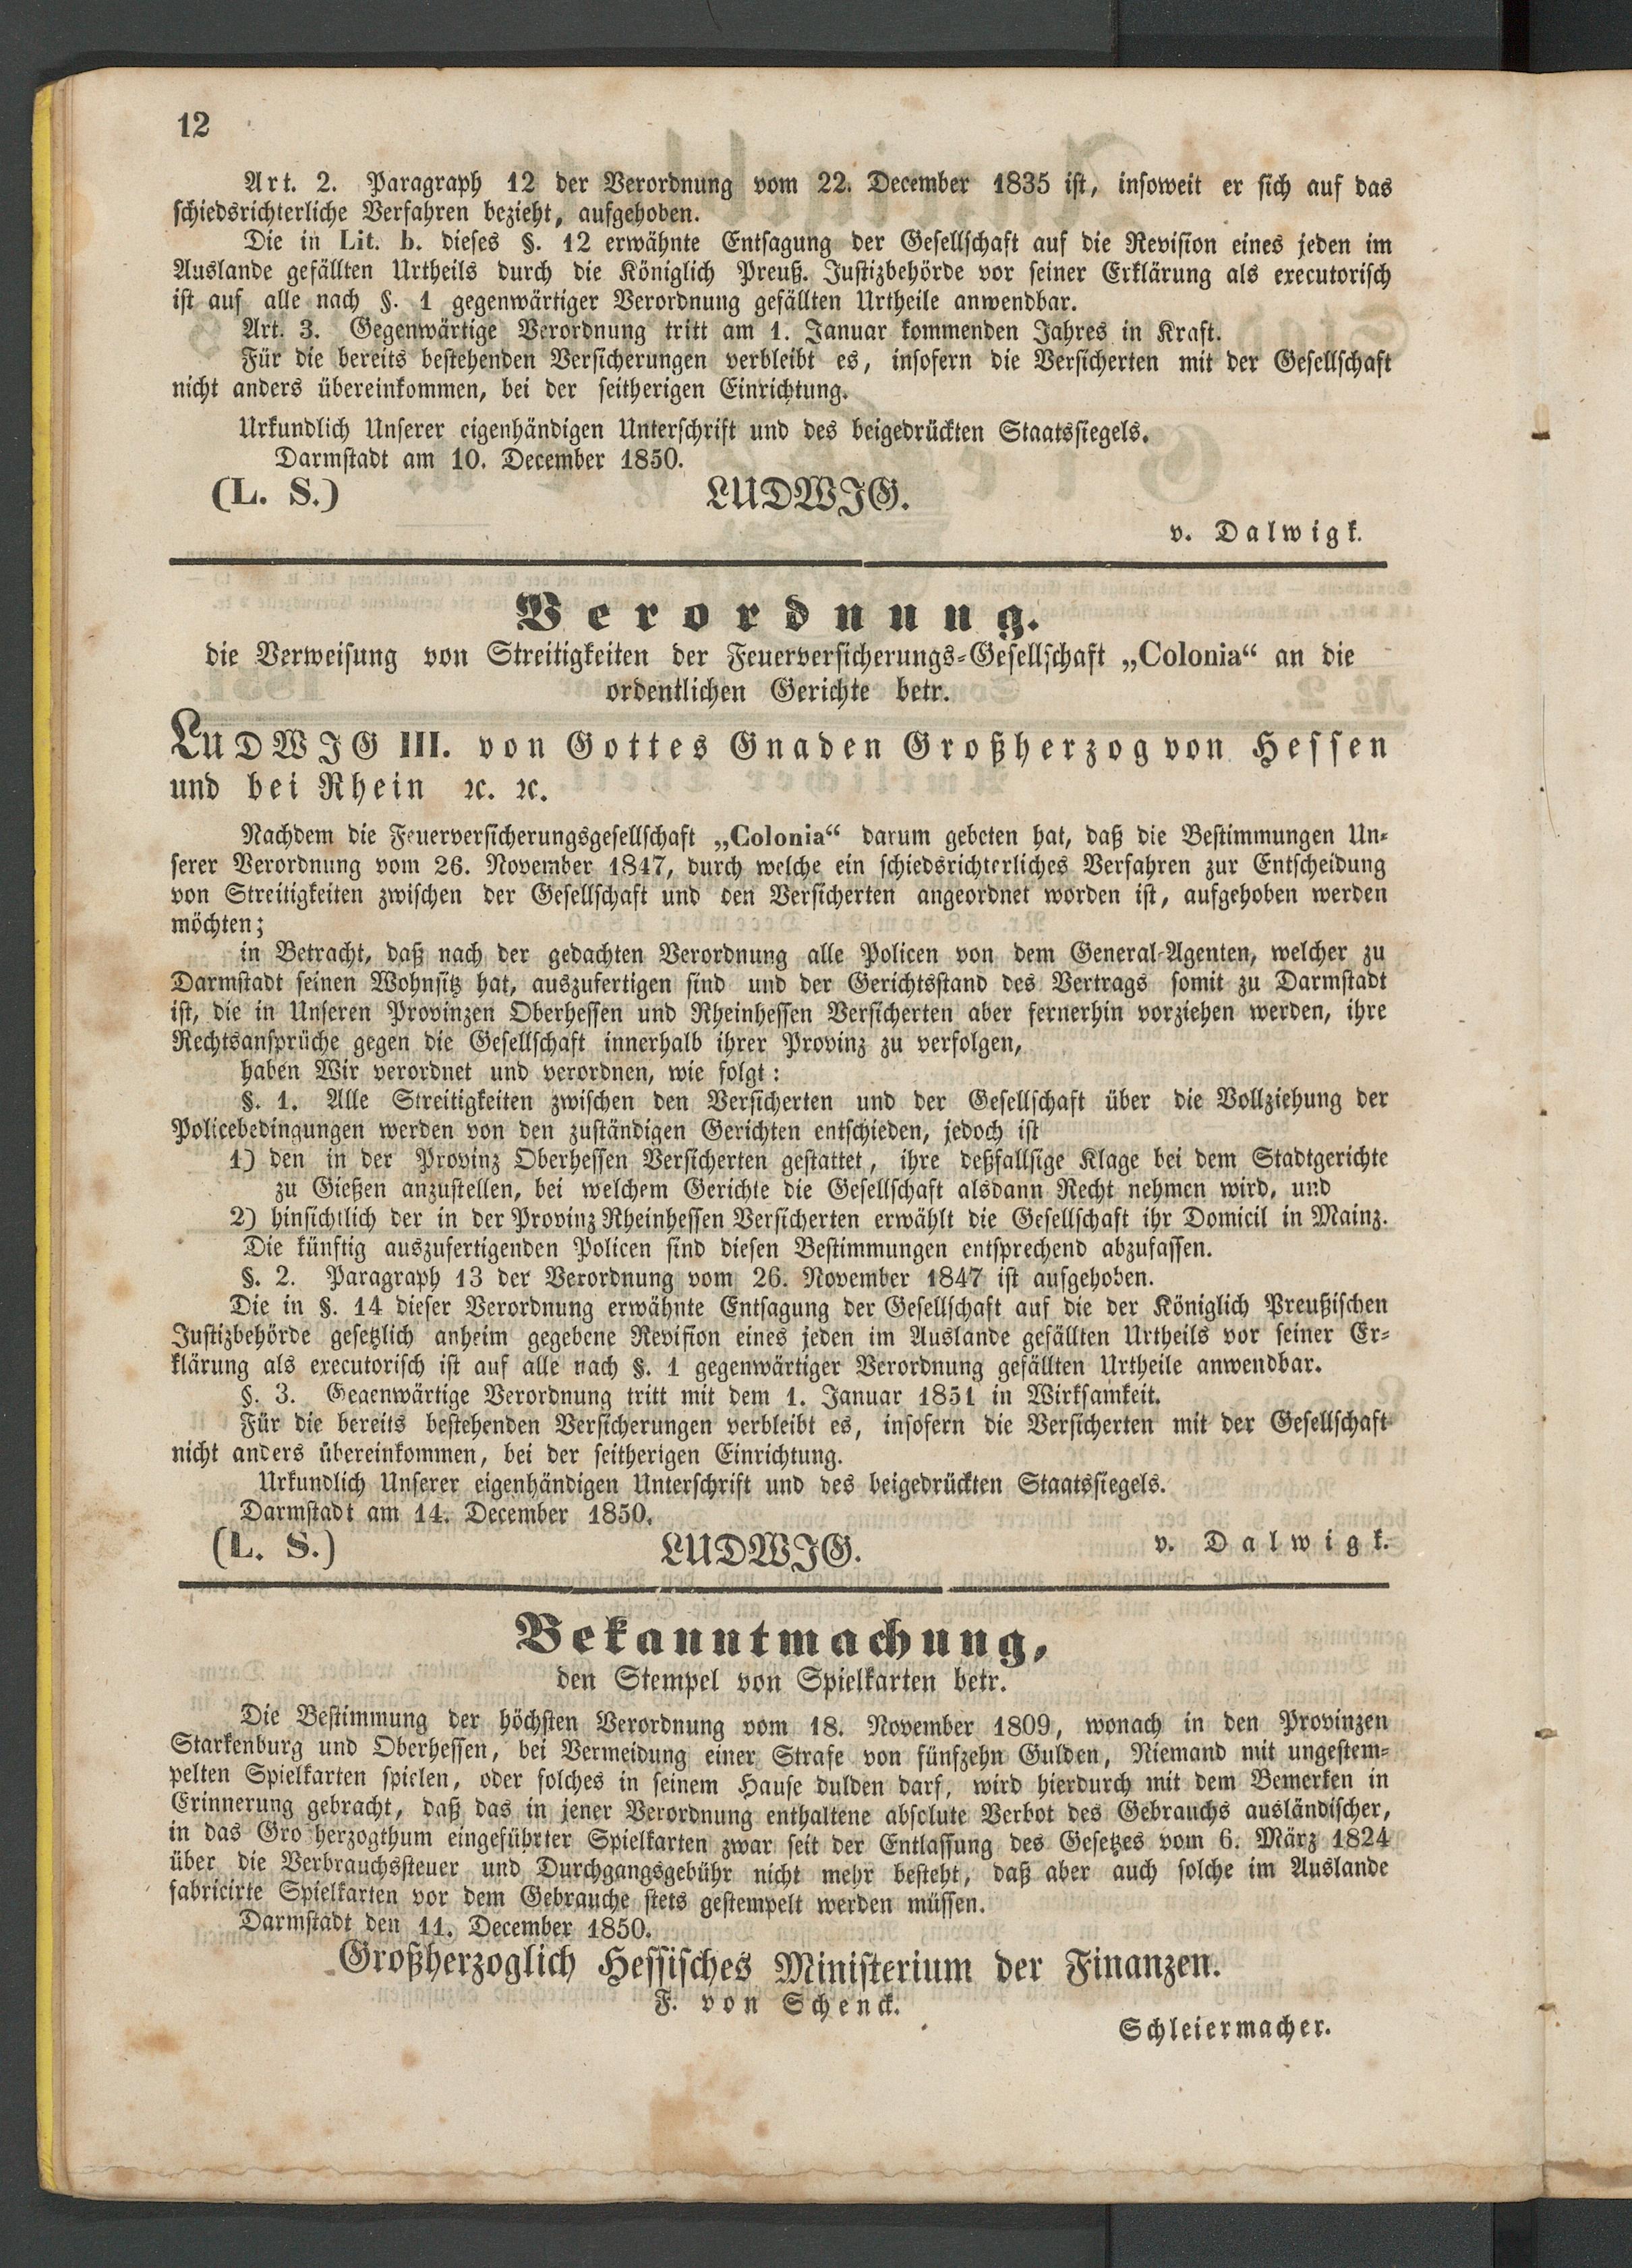 12
Art. 2. Paragraph 12 der Verordnung vom 22. December 1835 ist, insoweit er sich auf das
schiedsrichterliche Verfahren bezieht, aufgehoben.
Die in Lit. b. dieses §. 12 erwähnte Entsagung der Gesellschaft auf die Revision eines jeden im
Auslande gefällten Urtheils durch die Königlich Preuß. Justizbehörde vor seiner Erklärung als executorisch
ist auf alle nach §. 1 gegenwärtiger Verordnung gefällten Urtheile anwendbar.
Art. 3. Gegenwärtige Verordnung tritt am 1. Januar kommenden Jahres in Kraft.
Für die bereits bestehenden Versicherungen verbleibt es, insofern die Versicherten mit der Gesellschaft
nicht anders übereinkommen, bei der seitherigen Einrichtung.
Urkundlich Unserer eigenhändigen Unterschrift und des beigedrückten Staatssiegels.
Darmstadt am 10. December 1850.
(L. S.) LUDWIG.
v. Dalwigk.
Verordnung.
die Verweisung von Streitigkeiten der Feuerversicherungs-Gesellschaft „Colonia“ an die
ordentlichen Gerichte betr.
LUDWIG III. von Gottes Gnaden Großherzog von Hessen
und bei Rhein ꝛc. ꝛc.
Nachdem die Feuerversicherungsgesellschaft „Colonia“ darum gebeten hat, daß die Bestimmungen Un-
serer Verordnung vom 26. November 1847, durch welche ein schiedsrichterliches Verfahren zur Entscheidung
von Streitigkeiten zwischen der Gesellschaft und den Versicherten angeordnet worden ist, aufgehoben werden
möchten;
in Betracht, daß nach der gedachten Verordnung alle Policen von dem General-Agenten, welcher zu
Darmstadt seinen Wohnsitz hat, auszufertigen sind und der Gerichtsstand des Vertrags somit zu Darmstadt
ist, die in Unseren Provinzen Oberhessen und Rheinhessen Versicherten aber fernerhin vorziehen werden, ihre
Rechtsansprüche gegen die Gesellschaft innerhalb ihrer Provinz zu verfolgen,
haben Wir verordnet und verordnen, wie folgt:
§. 1. Alle Streitigkeiten zwischen den Versicherten und der Gesellschaft über die Vollziehung der
Policebedingungen werden von den zuständigen Gerichten entschieden, jedoch ist
1) den in der Provinz Oberhessen Versicherten gestattet, ihre deßfallsige Klage bei dem Stadtgerichte
zu Gießen anzustellen, bei welchem Gerichte die Gesellschaft alsdann Recht nehmen wird, und
2) hinsichtlich der in der Provinz Rheinhessen Versicherten erwählt die Gesellschaft ihr Domicil in Mainz.
Die künftig auszufertigenden Policen sind diesen Bestimmungen entsprechend abzufassen.
§. 2. Paragraph 13 der Verordnung vom 26. November 1847 ist aufgehoben.
Die in §. 14 dieser Verordnung erwähnte Entsagung der Gesellschaft auf die der Königlich Preußischen
Justizbehörde gesetzlich anheim gegebene Revision eines jeden im Auslande gefällten Urtheils vor seiner Er-
klärung als executorisch ist auf alle nach §. 1 gegenwärtiger Verordnung gefällten Urtheile anwendbar.
§. 3. Gegenwärtige Verordnung tritt mit dem 1. Januar 1851 in Wirksamkeit.
Für die bereits bestehenden Versicherungen verbleibt es, insofern die Versicherten mit der Gesellschaft
nicht anders übereinkommen, bei der seitherigen Einrichtung.
Urkundlich Unserer eigenhändigen Unterschrift und des beigedrückten Staatssiegels.
Darmstadt am 14. December 1850.
(L. S.) LUDWIG. v. Dalwigk.
Bekanntmachung,
den Stempel von Spielkarten betr.
Die Bestimmung der höchsten Verordnung vom 18. November 1809, wonach in den Provinzen
Starkenburg und Oberhessen, bei Vermeidung einer Strafe von fünfzehn Gulden, Niemand mit ungestem-
pelten Spielkarten spielen, oder solches in seinem Hause dulden darf, wird hierdurch mit dem Bemerken in
Erinnerung gebracht, daß das in jener Verordnung enthaltene absolute Verbot des Gebrauchs ausländischer,
in das Gro herzogthum eingeführter Spielkarten zwar seit der Entlassung des Gesetzes vom 6. März 1824
über die Verbrauchssteuer und Durchgangsgebühr nicht mehr besteht, daß aber auch solche im Auslande
fabricirte Spielkarten vor dem Gebrauche stets gestempelt werden müssen.
Darmstadt den 11. December 1850.
Großherzoglich Hessisches Ministerium der Finanzen.
F. von Schenck.
Schleiermacher.